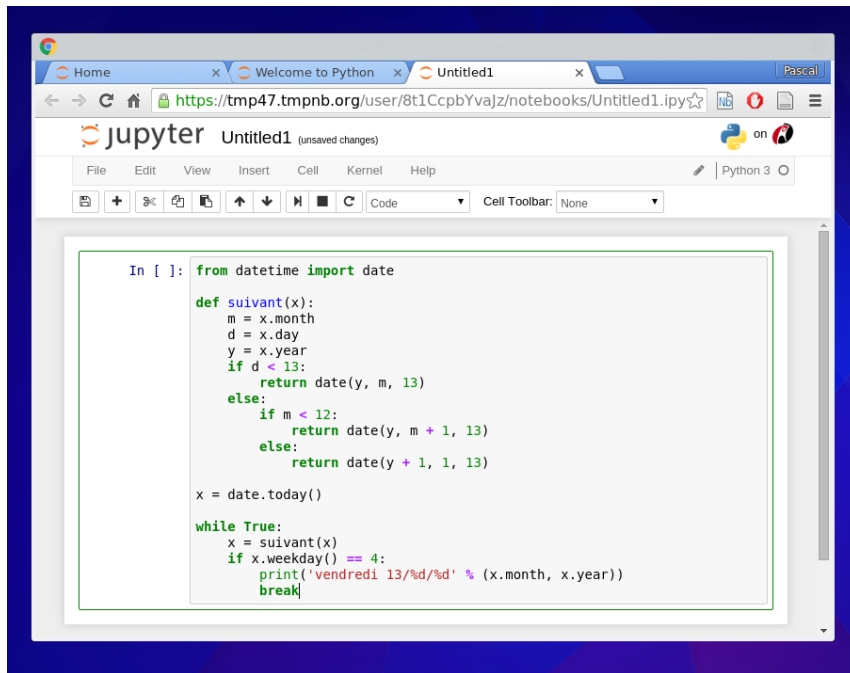 Home
Welcome to Python
Untitled1
Pascal
https://tmp47.tmpnb.org/user/8t1CcpbYvaJz/notebooks/Untitled1.ipy
Nb
jupyter Untitled1 (unsaved changes)
on
File Edit View Insert Cell Kernel Help
Python 3
Code
Cell Toolbar: None
In [ ]: from datetime import date
def suivant(x):
    m = x.month
    d = x.day
    y = x.year
    if d < 13:
        return date(y, m, 13)
    else:
        if m < 12:
            return date(y, m + 1, 13)
        else:
            return date(y + 1, 1, 13)
x = date.today()
while True:
    x = suivant(x)
    if x.weekday() == 4:
        print('vendredi 13/%d/%d' % (x.month, x.year))
        break